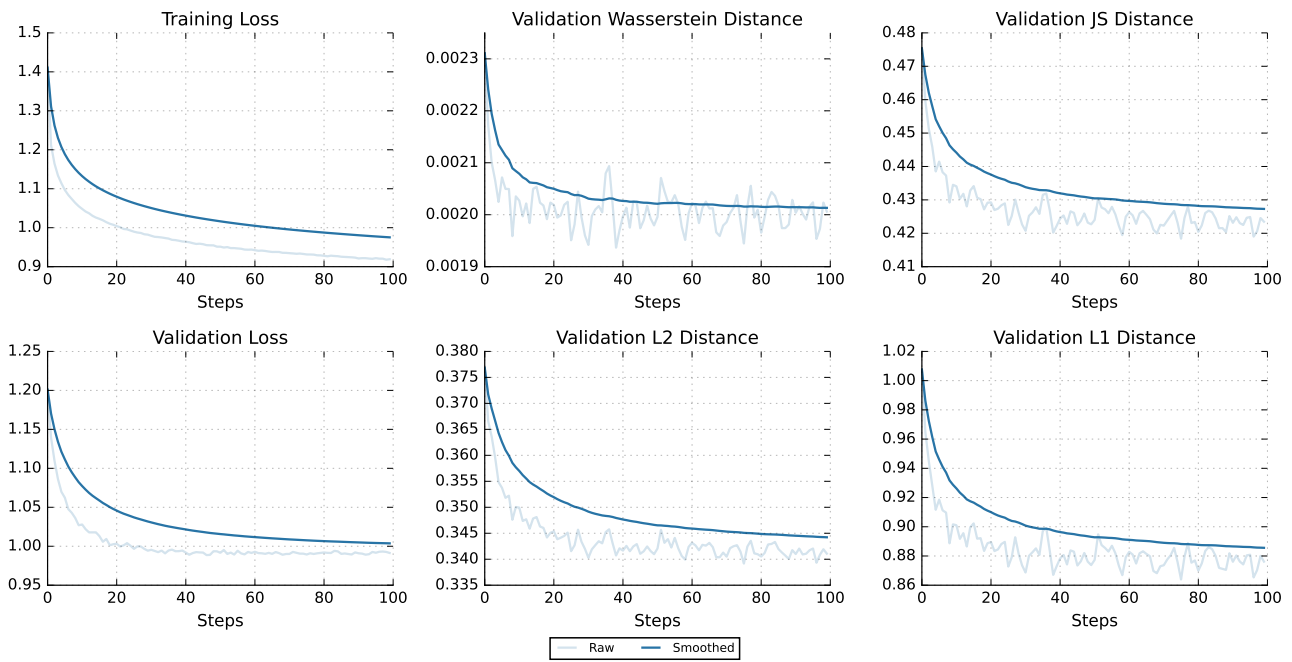 Training Loss
1.5
1.4
1.3
1.2
1.1
1.0
0.9
0 20 40 60 80 100
Steps
Validation Wasserstein Distance
0.0023
0.0022
0.0021
0.0020
0.0019
0 20 40 60 80 100
Steps
Validation JS Distance
0.48
0.47
0.46
0.45
0.44
0.43
0.42
0.41
0 20 40 60 80 100
Steps
Validation Loss
1.25
1.20
1.15
1.10
1.05
1.00
0.95
0 20 40 60 80 100
Steps
Validation L2 Distance
0.380
0.375
0.370
0.365
0.360
0.355
0.350
0.345
0.340
0.335
0 20 40 60 80 100
Steps
Validation L1 Distance
1.02
1.00
0.98
0.96
0.94
0.92
0.90
0.88
0.86
0 20 40 60 80 100
Steps
Raw Smoothed